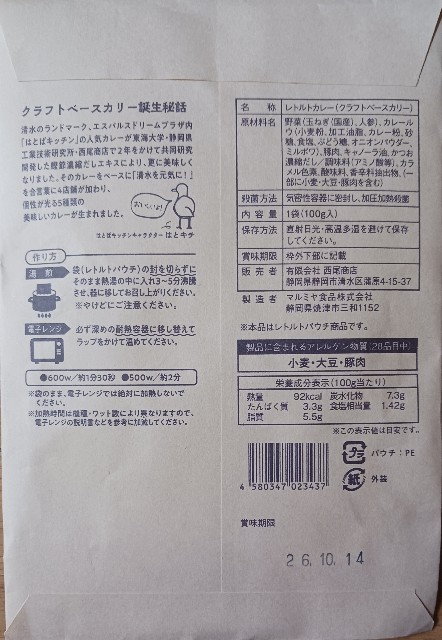 クラフトベースカリー誕生秘話
清水のランドマーク、エスパルスドリームプラザ内
「はとばキッチン」の人気カレーが東海大学・静岡県
工業技術研究所・西尾商店で2年をかけて共同研究
開発した鰹節濃縮だしエキスにより、更に美味しく
なりました。そのカレーをベースに「清水を元気に!」
を合言葉に4店舗が加わり、
個性が光る5種類の
美味しいカレーが生まれました。
おいしいよ!
はとばキッチンキャラクター はとキチ
作り方
湯煎
袋(レトルトパウチ)の封を切らずに
そのまま熱湯の中に入れ3~5分沸騰
させ、器に移してお召し上がりください。
※やけどにご注意ください。
電子レンジ
必ず深めの耐熱容器に移し替えて
ラップをかけて温めてください。
●600w/約1分30秒 ●500w/約2分
※袋のまま、電子レンジでは絶対に加熱しないで
ください。
※加熱時間は機種・ワット数により異なりますので、
電子レンジの説明書などを参考に加減してください。
名称 レトルトカレー(クラフトベースカリー)
原材料名 野菜(玉ねぎ(国産)、人参)、カレール
ウ(小麦粉、加工油脂、カレー粉、砂
糖、食塩、ぶどう糖、オニオンパウダー、
ミルポワ)、豚肉、キャノーラ油、かつお
濃縮だし/調味料(アミノ酸等)、カラ
メル色素、酸味料、香辛料抽出物、(一
部に小麦・大豆・豚肉を含む)
殺菌方法 気密性容器に密封し、加圧加熱殺菌
内容量 1袋(100g入)
保存方法 直射日光・高温多湿を避けて保存
してください。
賞味期限 枠外下部に記載
販売者 有限会社 西尾商店
静岡県静岡市清水区蒲原4-15-37
製造者 マルミヤ食品株式会社
静岡県焼津市三和1152
※本品はレトルトパウチ商品です。
製品に含まれるアレルゲン物質(28品目中)
小麦・大豆・豚肉
栄養成分表示(100g当たり)
熱量 92kcal 炭水化物 7.3g
たんぱく質 3.3g 食塩相当量 1.42g
脂質 5.5g
※この表示値は目安です。
4 580347 023437
プラ パウチ:PE
紙 外装
賞味期限
26.10.14